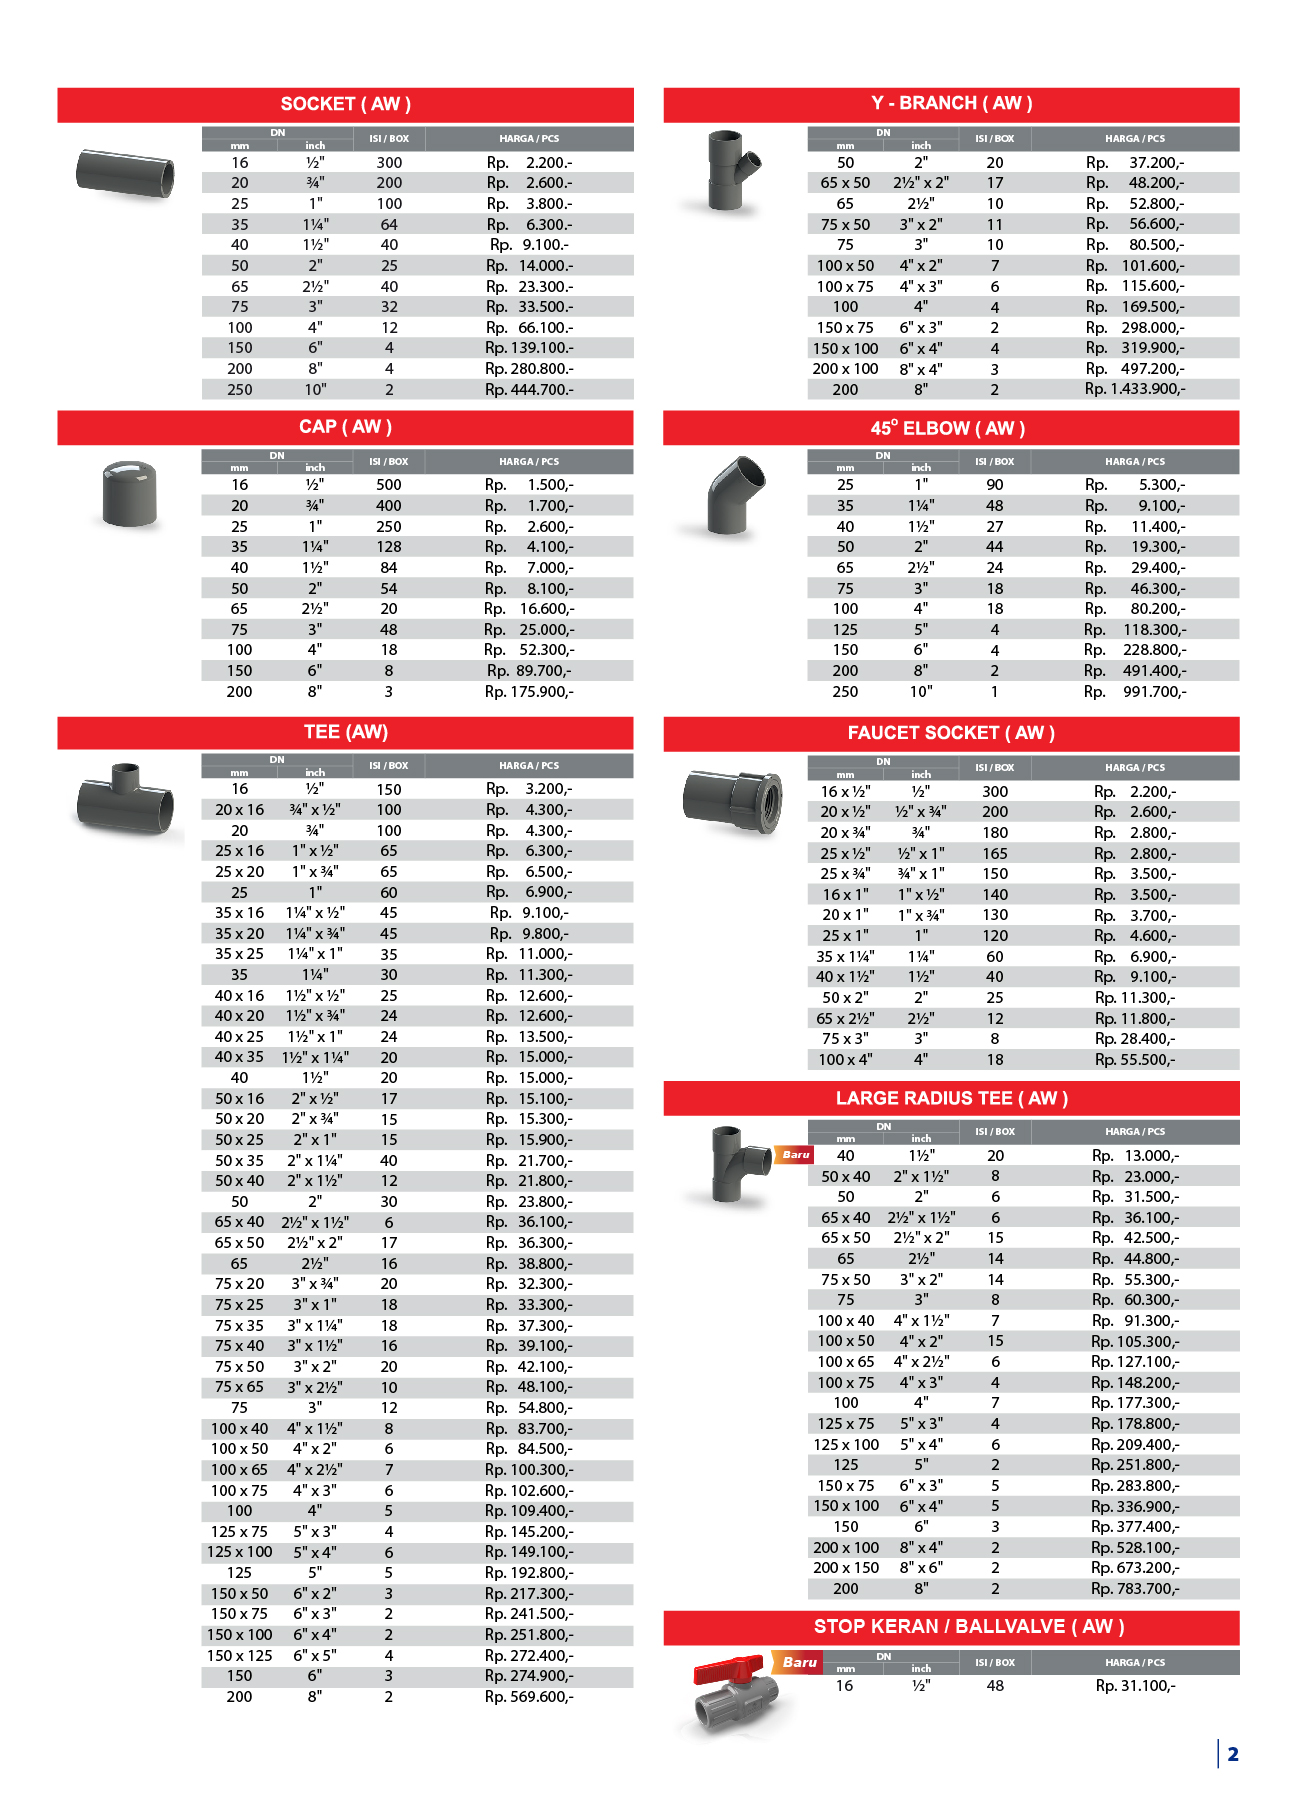 SOCKET ( AW )
DN ISI / BOX HARGA / PCS
mm inch
16 ½" 300 Rp. 2.200.-
20 ¾" 200 Rp. 2.600.-
25 1" 100 Rp. 3.800.-
35 1¼" 64 Rp. 6.300.-
40 1½" 40 Rp. 9.100.-
50 2" 25 Rp. 14.000.-
65 2½" 40 Rp. 23.300.-
75 3" 32 Rp. 33.500.-
100 4" 12 Rp. 66.100.-
150 6" 4 Rp. 139.100.-
200 8" 4 Rp. 280.800.-
250 10" 2 Rp. 444.700.-
CAP ( AW )
DN ISI / BOX HARGA / PCS
mm inch
16 ½" 500 Rp. 1.500,-
20 ¾" 400 Rp. 1.700,-
25 1" 250 Rp. 2.600,-
35 1¼" 128 Rp. 4.100,-
40 1½" 84 Rp. 7.000,-
50 2" 54 Rp. 8.100,-
65 2½" 20 Rp. 16.600,-
75 3" 48 Rp. 25.000,-
100 4" 18 Rp. 52.300,-
150 6" 8 Rp. 89.700,-
200 8" 3 Rp. 175.900,-
TEE (AW)
DN ISI / BOX HARGA / PCS
mm inch
16 ½" 150 Rp. 3.200,-
20 x 16 ¾" x ½" 100 Rp. 4.300,-
20 ¾" 100 Rp. 4.300,-
25 x 16 1" x ½" 65 Rp. 6.300,-
25 x 20 1" x ¾" 65 Rp. 6.500,-
25 1" 60 Rp. 6.900,-
35 x 16 1¼" x ½" 45 Rp. 9.100,-
35 x 20 1¼" x ¾" 45 Rp. 9.800,-
35 x 25 1¼" x 1" 35 Rp. 11.000,-
35 1¼" 30 Rp. 11.300,-
40 x 16 1½" x ½" 25 Rp. 12.600,-
40 x 20 1½" x ¾" 24 Rp. 12.600,-
40 x 25 1½" x 1" 24 Rp. 13.500,-
40 x 35 1½" x 1¼" 20 Rp. 15.000,-
40 1½" 20 Rp. 15.000,-
50 x 16 2" x ½" 17 Rp. 15.100,-
50 x 20 2" x ¾" 15 Rp. 15.300,-
50 x 25 2" x 1" 15 Rp. 15.900,-
50 x 35 2" x 1¼" 40 Rp. 21.700,-
50 x 40 2" x 1½" 12 Rp. 21.800,-
50 2" 30 Rp. 23.800,-
65 x 40 2½" x 1½" 6 Rp. 36.100,-
65 x 50 2½" x 2" 17 Rp. 36.300,-
65 2½" 16 Rp. 38.800,-
75 x 20 3" x ¾" 20 Rp. 32.300,-
75 x 25 3" x 1" 18 Rp. 33.300,-
75 x 35 3" x 1¼" 18 Rp. 37.300,-
75 x 40 3" x 1½" 16 Rp. 39.100,-
75 x 50 3" x 2" 20 Rp. 42.100,-
75 x 65 3" x 2½" 10 Rp. 48.100,-
75 3" 12 Rp. 54.800,-
100 x 40 4" x 1½" 8 Rp. 83.700,-
100 x 50 4" x 2" 6 Rp. 84.500,-
100 x 65 4" x 2½" 7 Rp. 100.300,-
100 x 75 4" x 3" 6 Rp. 102.600,-
100 4" 5 Rp. 109.400,-
125 x 75 5" x 3" 4 Rp. 145.200,-
125 x 100 5" x 4" 6 Rp. 149.100,-
125 5" 5 Rp. 192.800,-
150 x 50 6" x 2" 3 Rp. 217.300,-
150 x 75 6" x 3" 2 Rp. 241.500,-
150 x 100 6" x 4" 2 Rp. 251.800,-
150 x 125 6" x 5" 4 Rp. 272.400,-
150 6" 3 Rp. 274.900,-
200 8" 2 Rp. 569.600,-
Y - BRANCH ( AW )
DN ISI / BOX HARGA / PCS
mm inch
50 2" 20 Rp. 37.200,-
65 x 50 2½" x 2" 17 Rp. 48.200,-
65 2½" 10 Rp. 52.800,-
75 x 50 3" x 2" 11 Rp. 56.600,-
75 3" 10 Rp. 80.500,-
100 x 50 4" x 2" 7 Rp. 101.600,-
100 x 75 4" x 3" 6 Rp. 115.600,-
100 4" 4 Rp. 169.500,-
150 x 75 6" x 3" 2 Rp. 298.000,-
150 x 100 6" x 4" 4 Rp. 319.900,-
200 x 100 8" x 4" 3 Rp. 497.200,-
200 8" 2 Rp. 1.433.900,-
45° ELBOW ( AW )
DN ISI / BOX HARGA / PCS
mm inch
25 1" 90 Rp. 5.300,-
35 1¼" 48 Rp. 9.100,-
40 1½" 27 Rp. 11.400,-
50 2" 44 Rp. 19.300,-
65 2½" 24 Rp. 29.400,-
75 3" 18 Rp. 46.300,-
100 4" 18 Rp. 80.200,-
125 5" 4 Rp. 118.300,-
150 6" 4 Rp. 228.800,-
200 8" 2 Rp. 491.400,-
250 10" 1 Rp. 991.700,-
FAUCET SOCKET ( AW )
DN ISI / BOX HARGA / PCS
mm inch
16 x ½" ½" 300 Rp. 2.200,-
20 x ½" ½" x ¾" 200 Rp. 2.600,-
20 x ¾" ¾" 180 Rp. 2.800,-
25 x ½" ½" x 1" 165 Rp. 2.800,-
25 x ¾" ¾" x 1" 150 Rp. 3.500,-
16 x 1" 1" x ½" 140 Rp. 3.500,-
20 x 1" 1" x ¾" 130 Rp. 3.700,-
25 x 1" 1" 120 Rp. 4.600,-
35 x 1¼" 1¼" 60 Rp. 6.900,-
40 x 1½" 1½" 40 Rp. 9.100,-
50 x 2" 2" 25 Rp. 11.300,-
65 x 2½" 2½" 12 Rp. 11.800,-
75 x 3" 3" 8 Rp. 28.400,-
100 x 4" 4" 18 Rp. 55.500,-
LARGE RADIUS TEE ( AW )
DN ISI / BOX HARGA / PCS
mm inch
Baru 40 1½" 20 Rp. 13.000,-
50 x 40 2" x 1½" 8 Rp. 23.000,-
50 2" 6 Rp. 31.500,-
65 x 40 2½" x 1½" 6 Rp. 36.100,-
65 x 50 2½" x 2" 15 Rp. 42.500,-
65 2½" 14 Rp. 44.800,-
75 x 50 3" x 2" 14 Rp. 55.300,-
75 3" 8 Rp. 60.300,-
100 x 40 4" x 1½" 7 Rp. 91.300,-
100 x 50 4" x 2" 15 Rp. 105.300,-
100 x 65 4" x 2½" 6 Rp. 127.100,-
100 x 75 4" x 3" 4 Rp. 148.200,-
100 4" 7 Rp. 177.300,-
125 x 75 5" x 3" 4 Rp. 178.800,-
125 x 100 5" x 4" 6 Rp. 209.400,-
125 5" 2 Rp. 251.800,-
150 x 75 6" x 3" 5 Rp. 283.800,-
150 x 100 6" x 4" 5 Rp. 336.900,-
150 6" 3 Rp. 377.400,-
200 x 100 8" x 4" 2 Rp. 528.100,-
200 x 150 8" x 6" 2 Rp. 673.200,-
200 8" 2 Rp. 783.700,-
STOP KERAN / BALLVALVE ( AW )
Baru DN ISI / BOX HARGA / PCS
mm inch
16 ½" 48 Rp. 31.100,-
2